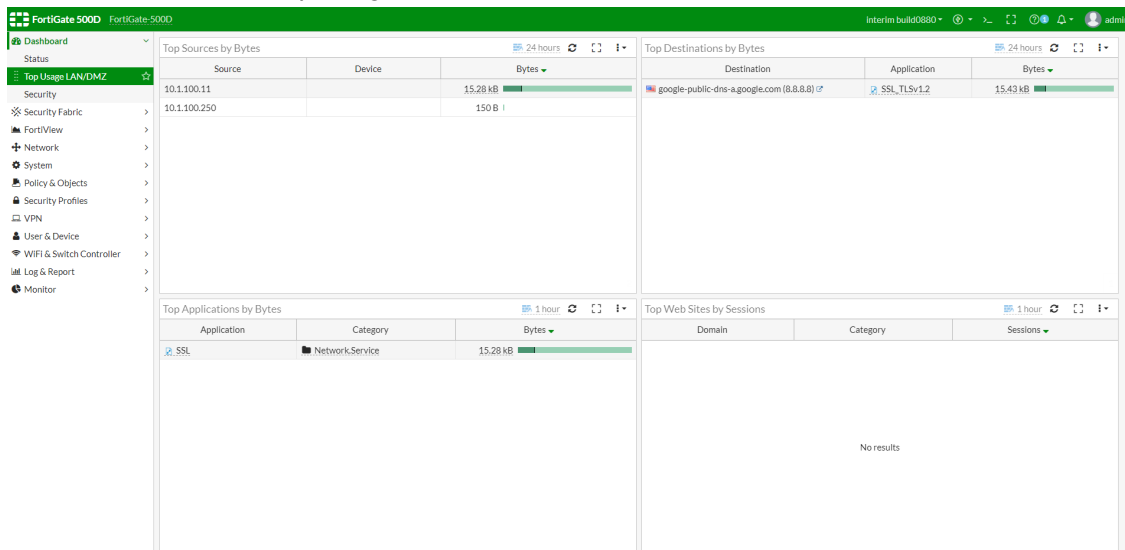 FortiGate 500D FortiGate-500D
interim build0880
>_
1
admi
Dashboard
Status
Top Usage LAN/DMZ
Security
Security Fabric
FortiView
Network
System
Policy & Objects
Security Profiles
VPN
User & Device
WiFi & Switch Controller
Log & Report
Monitor
Top Sources by Bytes
24 hours
Source Device Bytes
10.1.100.11 15.28 kB
10.1.100.250 150 B
Top Destinations by Bytes
24 hours
Destination Application Bytes
google-public-dns-a.google.com (8.8.8.8) SSL_TLSv1.2 15.43 kB
Top Applications by Bytes
1 hour
Application Category Bytes
SSL Network.Service 15.28 kB
Top Web Sites by Sessions
1 hour
Domain Category Sessions
No results